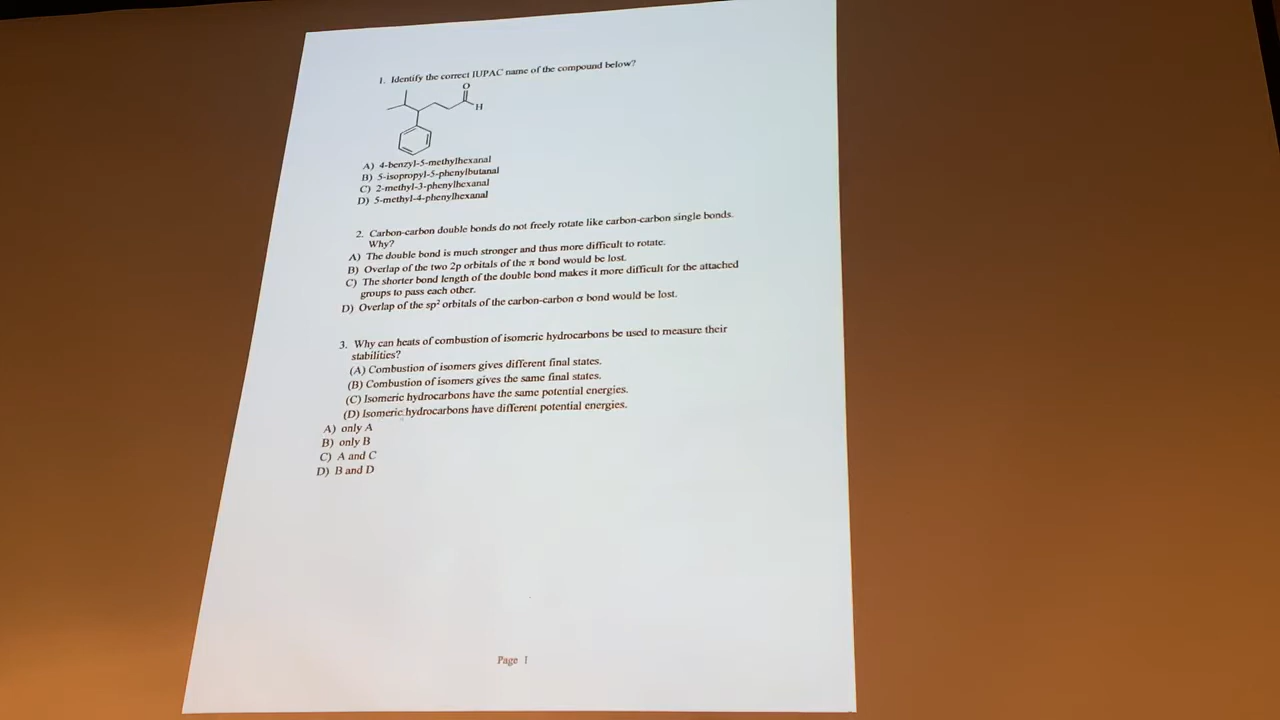 1. Identify the correct IUPAC name of the compound below?
O
H
A) 4-benzyl-5-methylhexanal
B) 5-isopropyl-5-phenylbutanal
C) 2-methyl-3-phenylhexanal
D) 5-methyl-4-phenylhexanal
2. Carbon-carbon double bonds do not freely rotate like carbon-carbon single bonds.
Why?
A) The double bond is much stronger and thus more difficult to rotate.
B) Overlap of the two 2p orbitals of the π bond would be lost.
C) The shorter bond length of the double bond makes it more difficult for the attached
groups to pass each other.
D) Overlap of the sp² orbitals of the carbon-carbon σ bond would be lost.
3. Why can heats of combustion of isomeric hydrocarbons be used to measure their
stabilities?
(A) Combustion of isomers gives different final states.
(B) Combustion of isomers gives the same final states.
(C) Isomeric hydrocarbons have the same potential energies.
(D) Isomeric hydrocarbons have different potential energies.
A) only A
B) only B
C) A and C
D) B and D
Page 1